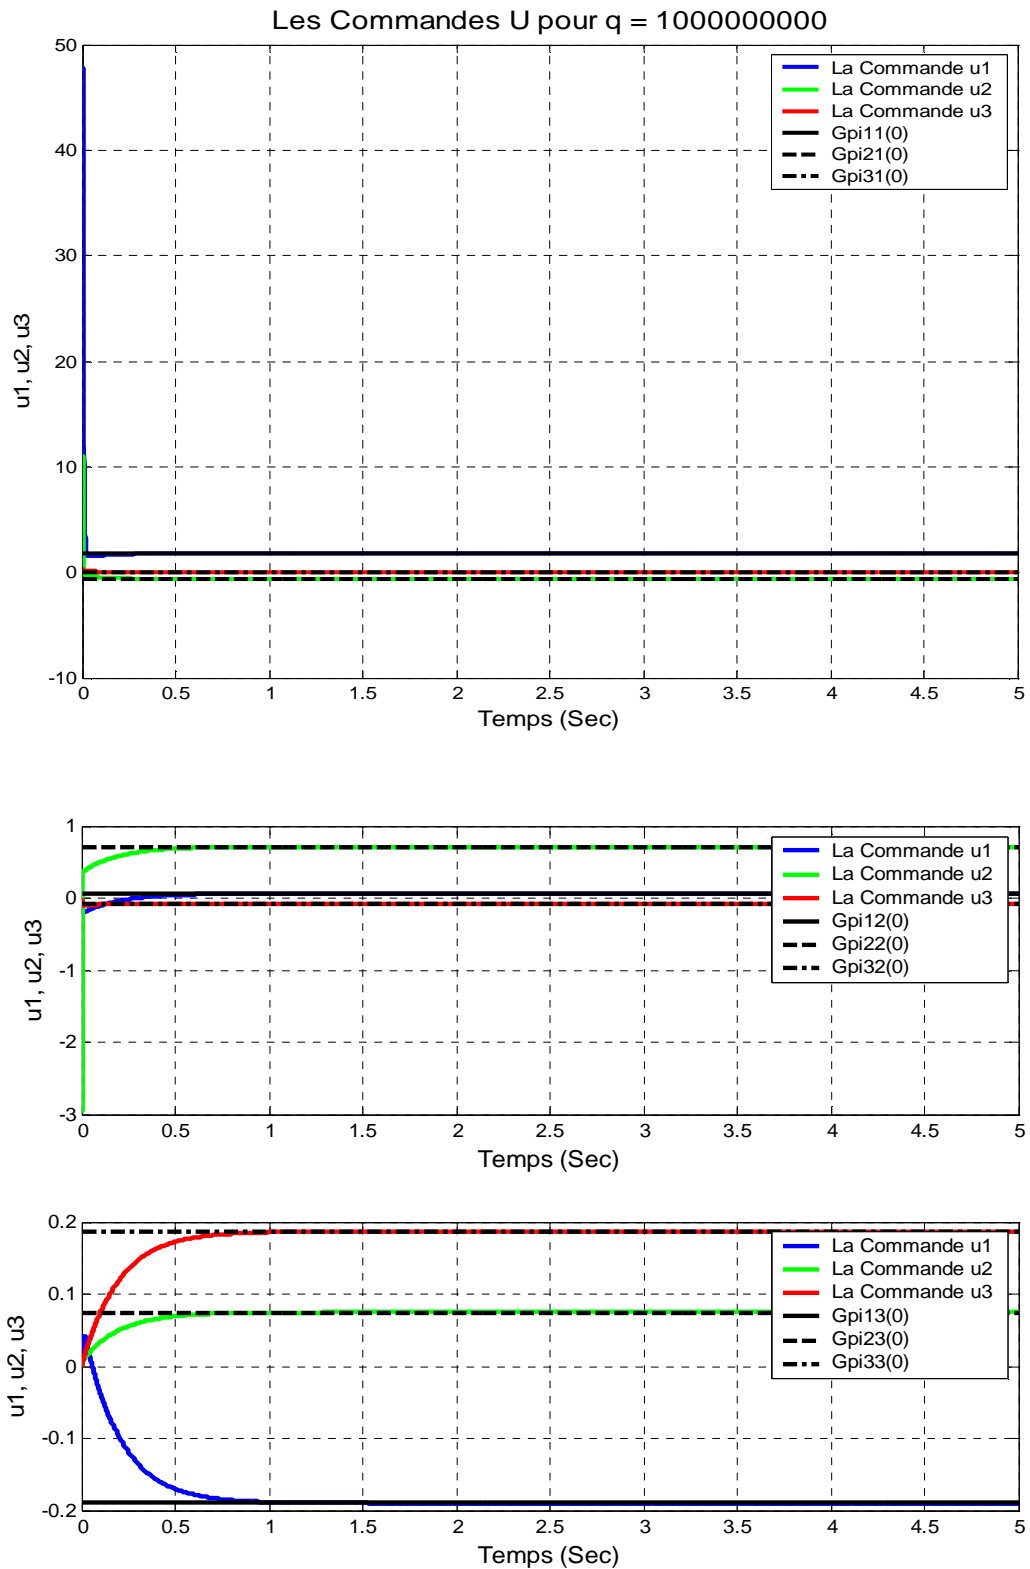 Les Commandes U pour q = 1000000000
50
40
30
20
10
0
-10
u1, u2, u3
La Commande u1
La Commande u2
La Commande u3
Gpi11(0)
Gpi21(0)
Gpi31(0)
0 0.5 1 1.5 2 2.5 3 3.5 4 4.5 5
Temps (Sec)
1
0
-1
-2
-3
u1, u2, u3
La Commande u1
La Commande u2
La Commande u3
Gpi12(0)
Gpi22(0)
Gpi32(0)
0 0.5 1 1.5 2 2.5 3 3.5 4 4.5 5
Temps (Sec)
0.2
0.1
0
-0.1
-0.2
u1, u2, u3
La Commande u1
La Commande u2
La Commande u3
Gpi13(0)
Gpi23(0)
Gpi33(0)
0 0.5 1 1.5 2 2.5 3 3.5 4 4.5 5
Temps (Sec)